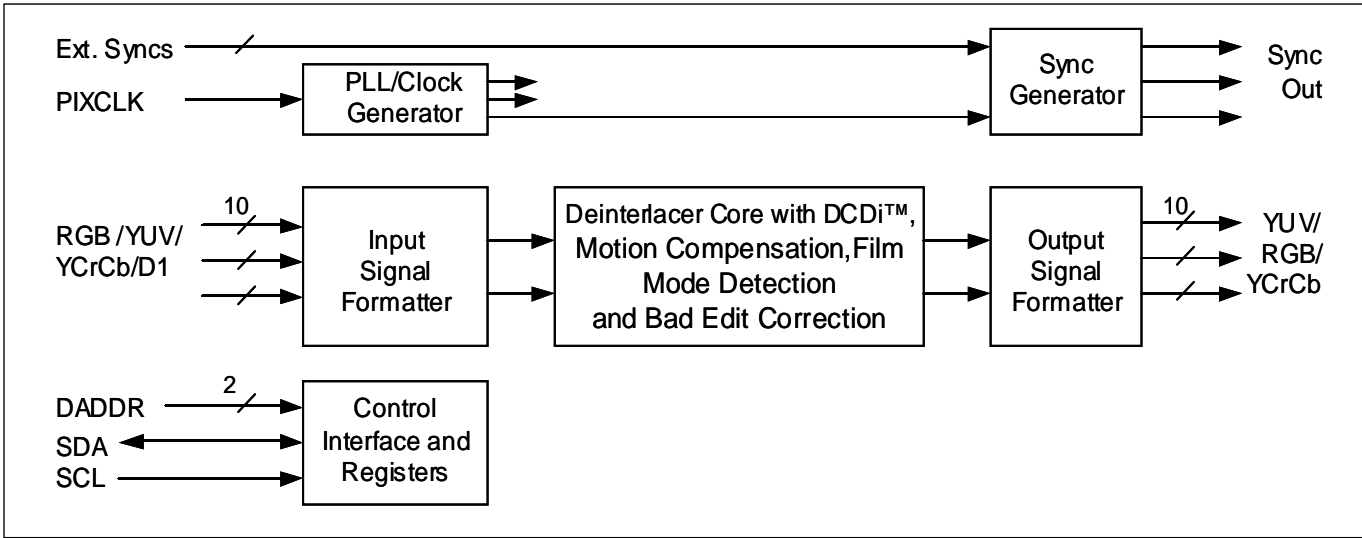 Ext. Syncs
PIXCLK
PLL/Clock
Generator
Sync
Generator
Sync
Out
10
RGB /YUV/
YCrCb/D1
Input
Signal
Formatter
Deinterlacer Core with DCDi™,
Motion Compensation,Film
Mode Detection
and Bad Edit Correction
Output
Signal
Formatter
10
YUV/
RGB/
YCrCb
2
DADDR
SDA
SCL
Control
Interface and
Registers